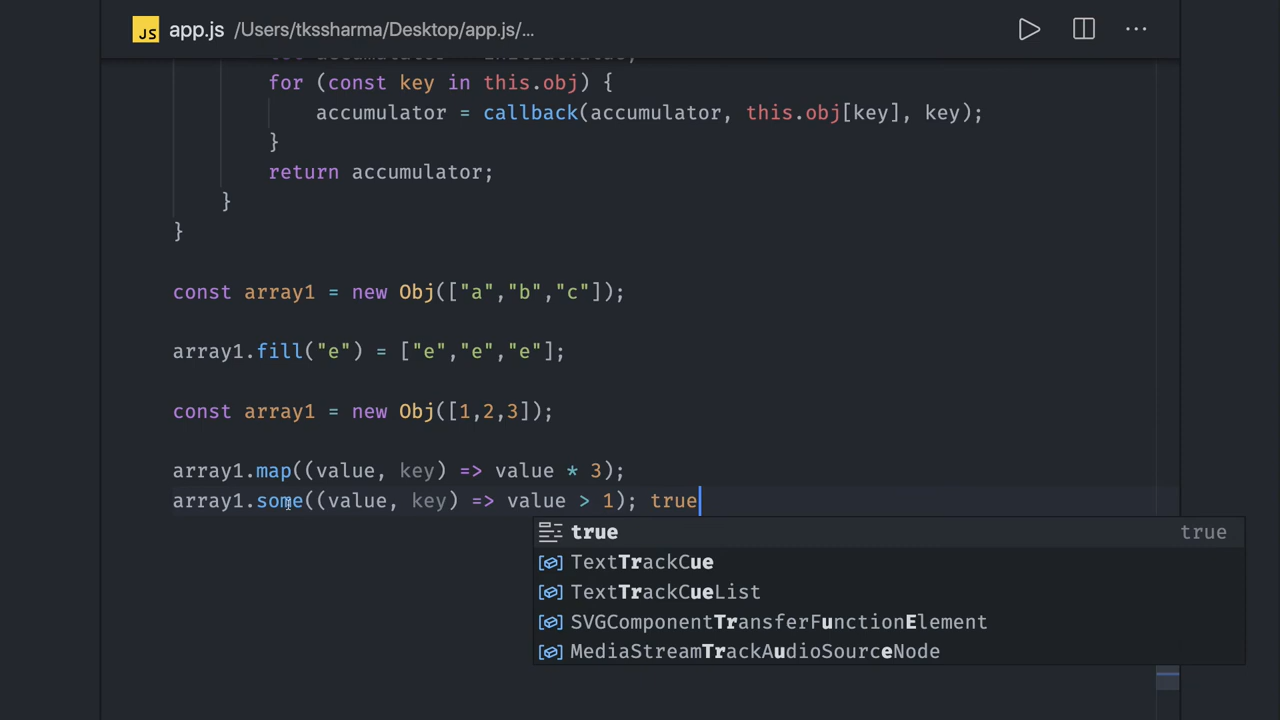 JS app.js /Users/tkssharma/Desktop/app.js/...
for (const key in this.obj) {
accumulator = callback(accumulator, this.obj[key], key);
}
return accumulator;
}
}
const array1 = new Obj(["a","b","c"]);
array1.fill("e") = ["e","e","e"];
const array1 = new Obj([1,2,3]);
array1.map((value, key) => value * 3);
array1.some((value, key) => value > 1); true
true true
TextTrackCue
TextTrackCueList
SVGComponentTransferFunctionElement
MediaStreamTrackAudioSourceNode